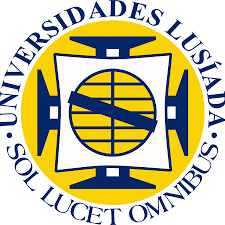 UNIVERSIDADES LUSÍADA
· SOL LUCET OMNIBUS ·